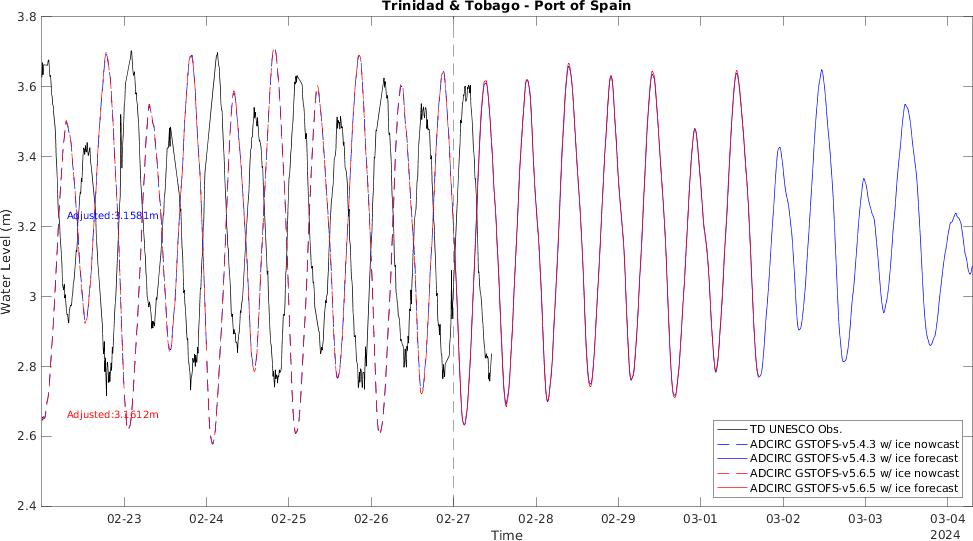 Trinidad & Tobago - Port of Spain
3.8
3.6
3.4
3.2
3
2.8
2.6
2.4
Water Level (m)
Adjusted:3.1581m
Adjusted:3.1612m
TD UNESCO Obs.
ADCIRC GSTOFS-v5.4.3 w/ ice nowcast
ADCIRC GSTOFS-v5.4.3 w/ ice forecast
ADCIRC GSTOFS-v5.6.5 w/ ice nowcast
ADCIRC GSTOFS-v5.6.5 w/ ice forecast
02-23 02-24 02-25 02-26 02-27 02-28 02-29 03-01 03-02 03-03 03-04
2024
Time